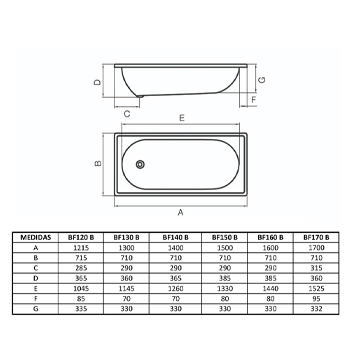 D
G
C
F
E
B
A
MEDIDAS BF120 B BF130 B BF140 B BF150 B BF160 B BF170 B
A 1215 1300 1400 1500 1600 1700
B 715 710 710 710 710 710
C 285 290 290 290 290 315
D 365 360 365 385 385 360
E 1045 1145 1260 1330 1440 1525
F 85 70 70 80 80 95
G 335 330 330 330 330 332